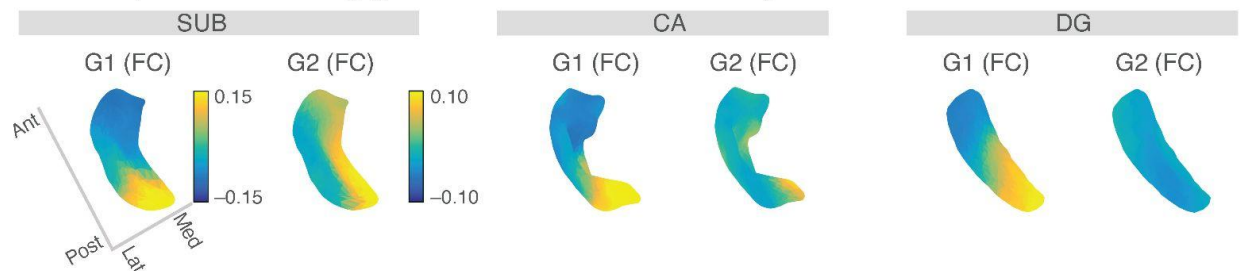 SUB
CA
DG
G1 (FC)
G2 (FC)
G1 (FC)
G2 (FC)
G1 (FC)
G2 (FC)
0.15
−0.15
0.10
−0.10
Ant
Post
Lat
Med